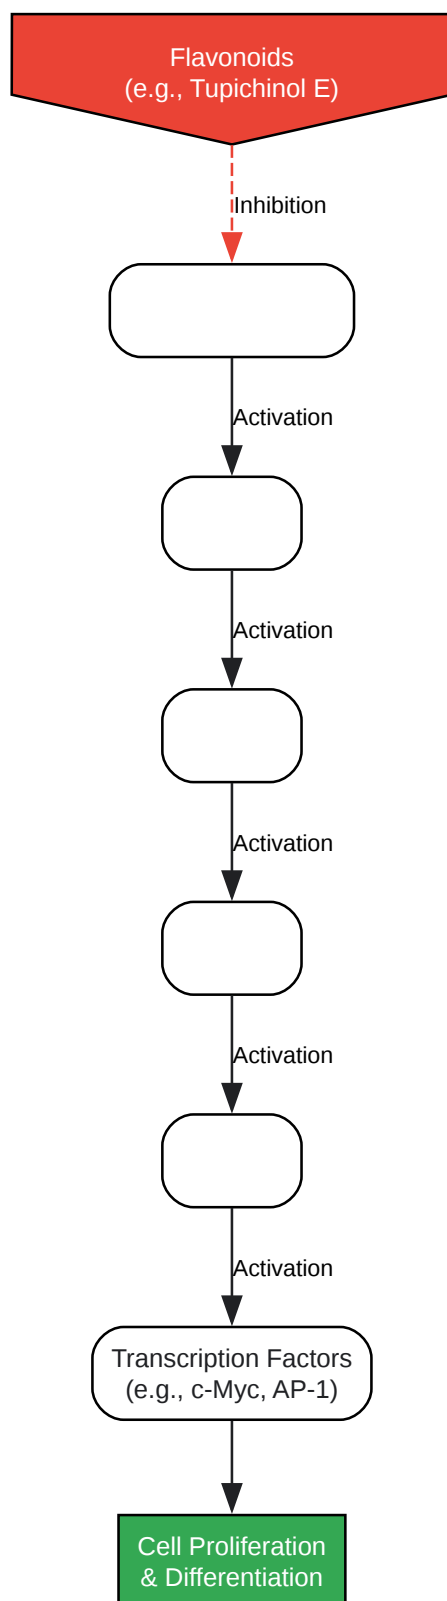 Flavonoids
(e.g., Tupichinol E)
Inhibition
Activation
Activation
Activation
Activation
Activation
Transcription Factors
(e.g., c-Myc, AP-1)
Cell Proliferation
& Differentiation